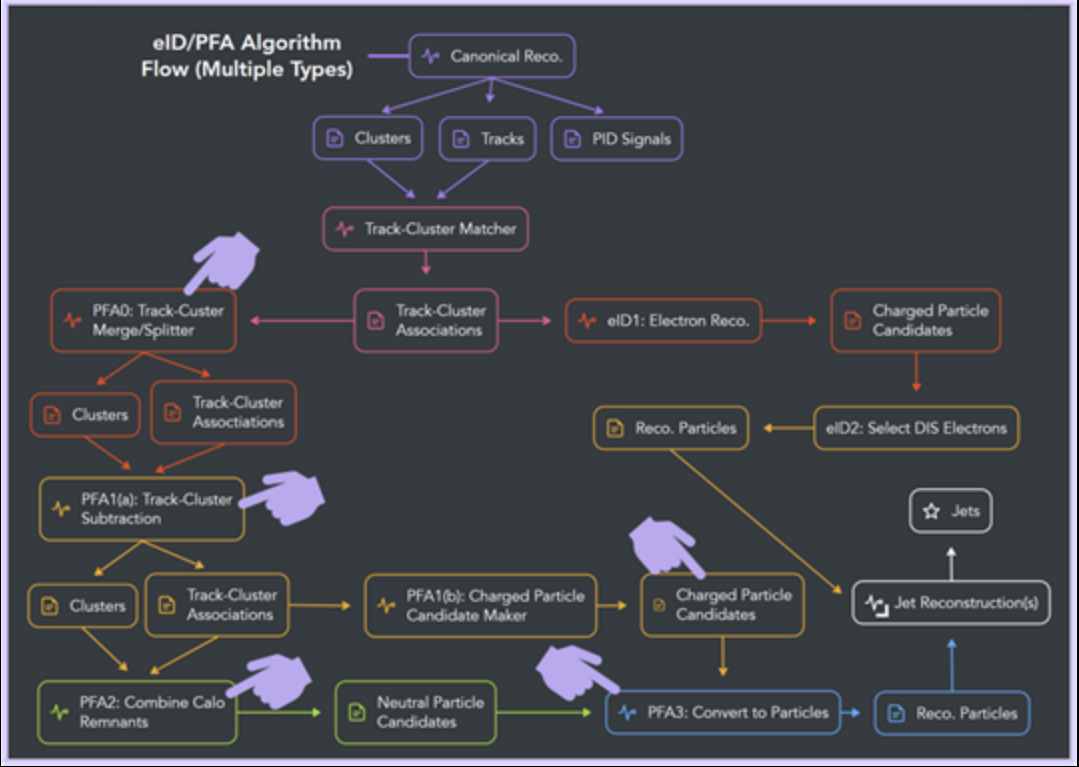 eID/PFA Algorithm
Flow (Multiple Types)
Canonical Reco.
Clusters
Tracks
PID Signals
Track-Cluster Matcher
PFA0: Track-Custer
Merge/Splitter
Track-Cluster
Associations
eID1: Electron Reco.
Charged Particle
Candidates
Clusters
Track-Cluster
Assoctiations
Reco. Particles
eID2: Select DIS Electrons
PFA1(a): Track-Cluster
Subtraction
Jets
Clusters
Track-Cluster
Associations
PFA1(b): Charged Particle
Candidate Maker
Charged Particle
Candidates
Jet Reconstruction(s)
PFA2: Combine Calo
Remnants
Neutral Particle
Candidates
PFA3: Convert to Particles
Reco. Particles